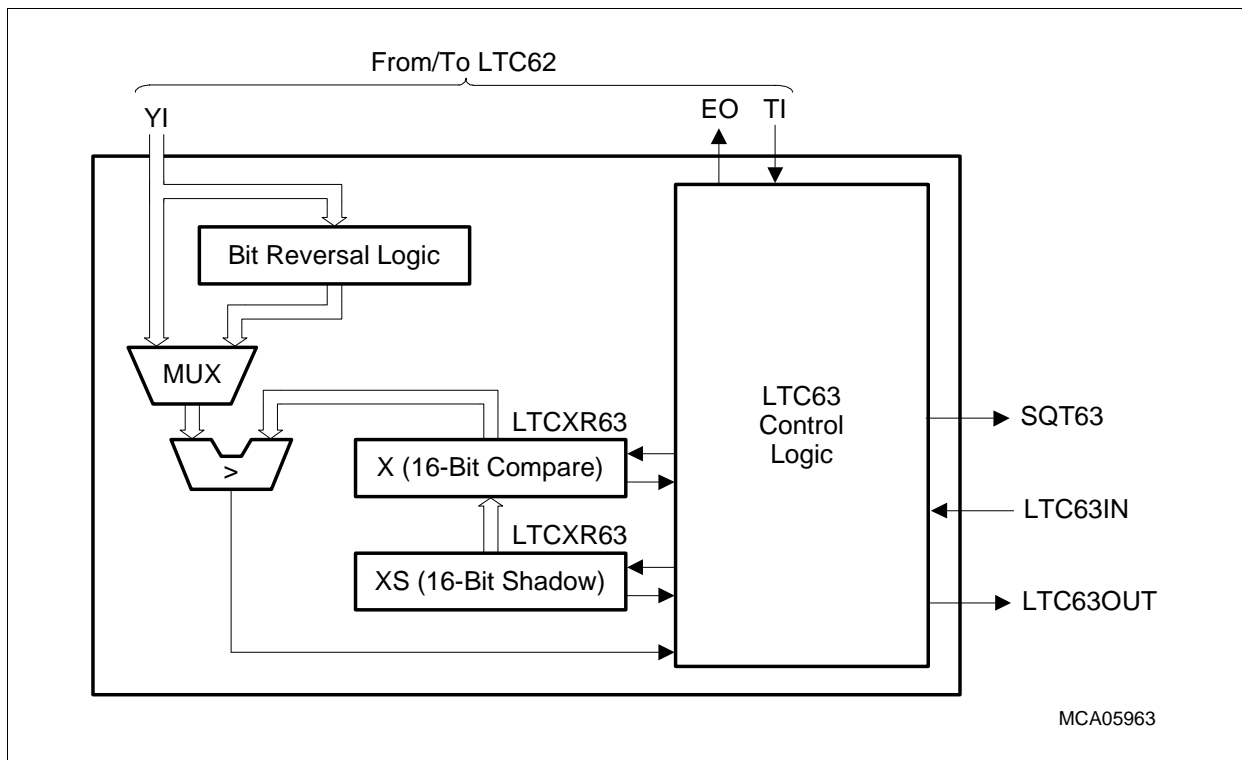 From/To LTC62
YI
EO
TI
Bit Reversal Logic
MUX
>
LTCXR63
X (16-Bit Compare)
LTCXR63
XS (16-Bit Shadow)
LTC63
Control
Logic
SQT63
LTC63IN
LTC63OUT
MCA05963